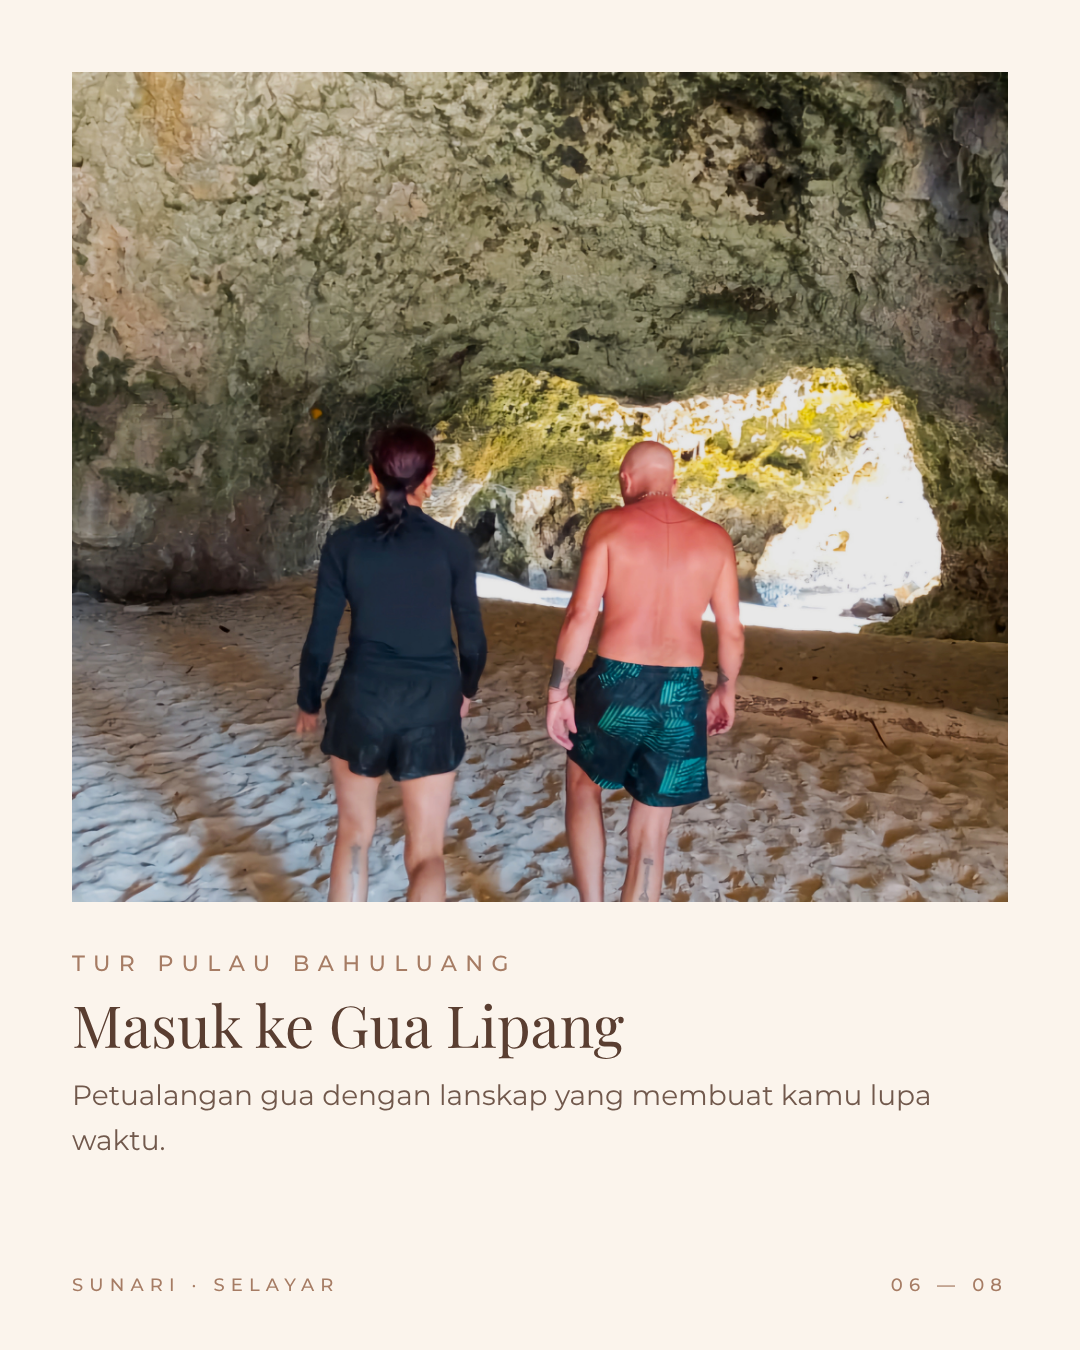 TUR PULAU BAHULUANG
Masuk ke Gua Lipang
Petualangan gua dengan lanskap yang membuat kamu lupa
waktu.
SUNARI · SELAYAR
06 — 08